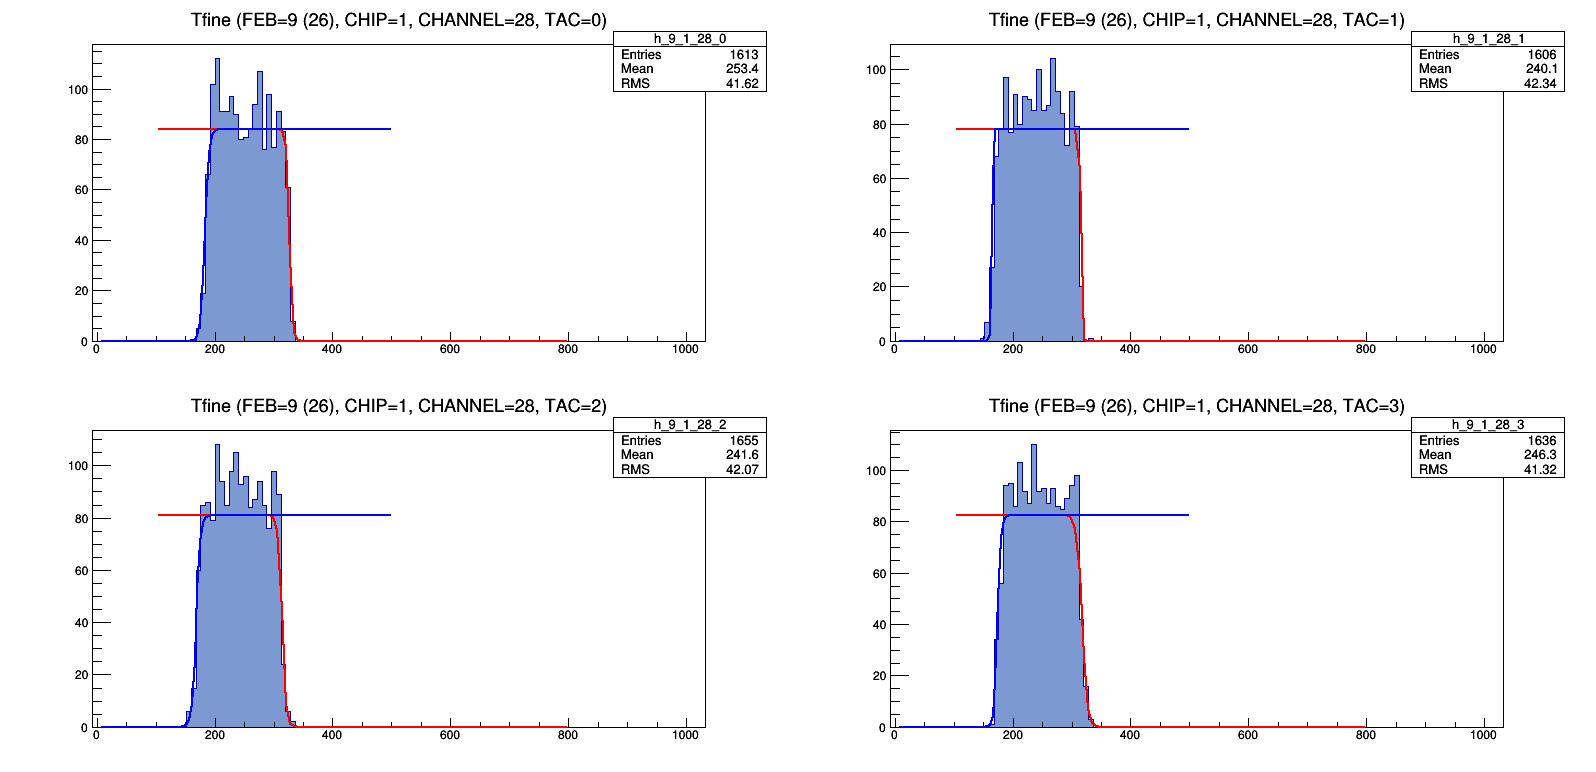 Tfine (FEB=9 (26), CHIP=1, CHANNEL=28, TAC=0)
h_9_1_28_0
Entries 1613
Mean 253.4
RMS 41.62
100
80
60
40
20
0
0 200 400 600 800 1000
Tfine (FEB=9 (26), CHIP=1, CHANNEL=28, TAC=1)
h_9_1_28_1
Entries 1606
Mean 240.1
RMS 42.34
100
80
60
40
20
0
0 200 400 600 800 1000
Tfine (FEB=9 (26), CHIP=1, CHANNEL=28, TAC=2)
h_9_1_28_2
Entries 1655
Mean 241.6
RMS 42.07
100
80
60
40
20
0
0 200 400 600 800 1000
Tfine (FEB=9 (26), CHIP=1, CHANNEL=28, TAC=3)
h_9_1_28_3
Entries 1636
Mean 246.3
RMS 41.32
100
80
60
40
20
0
0 200 400 600 800 1000